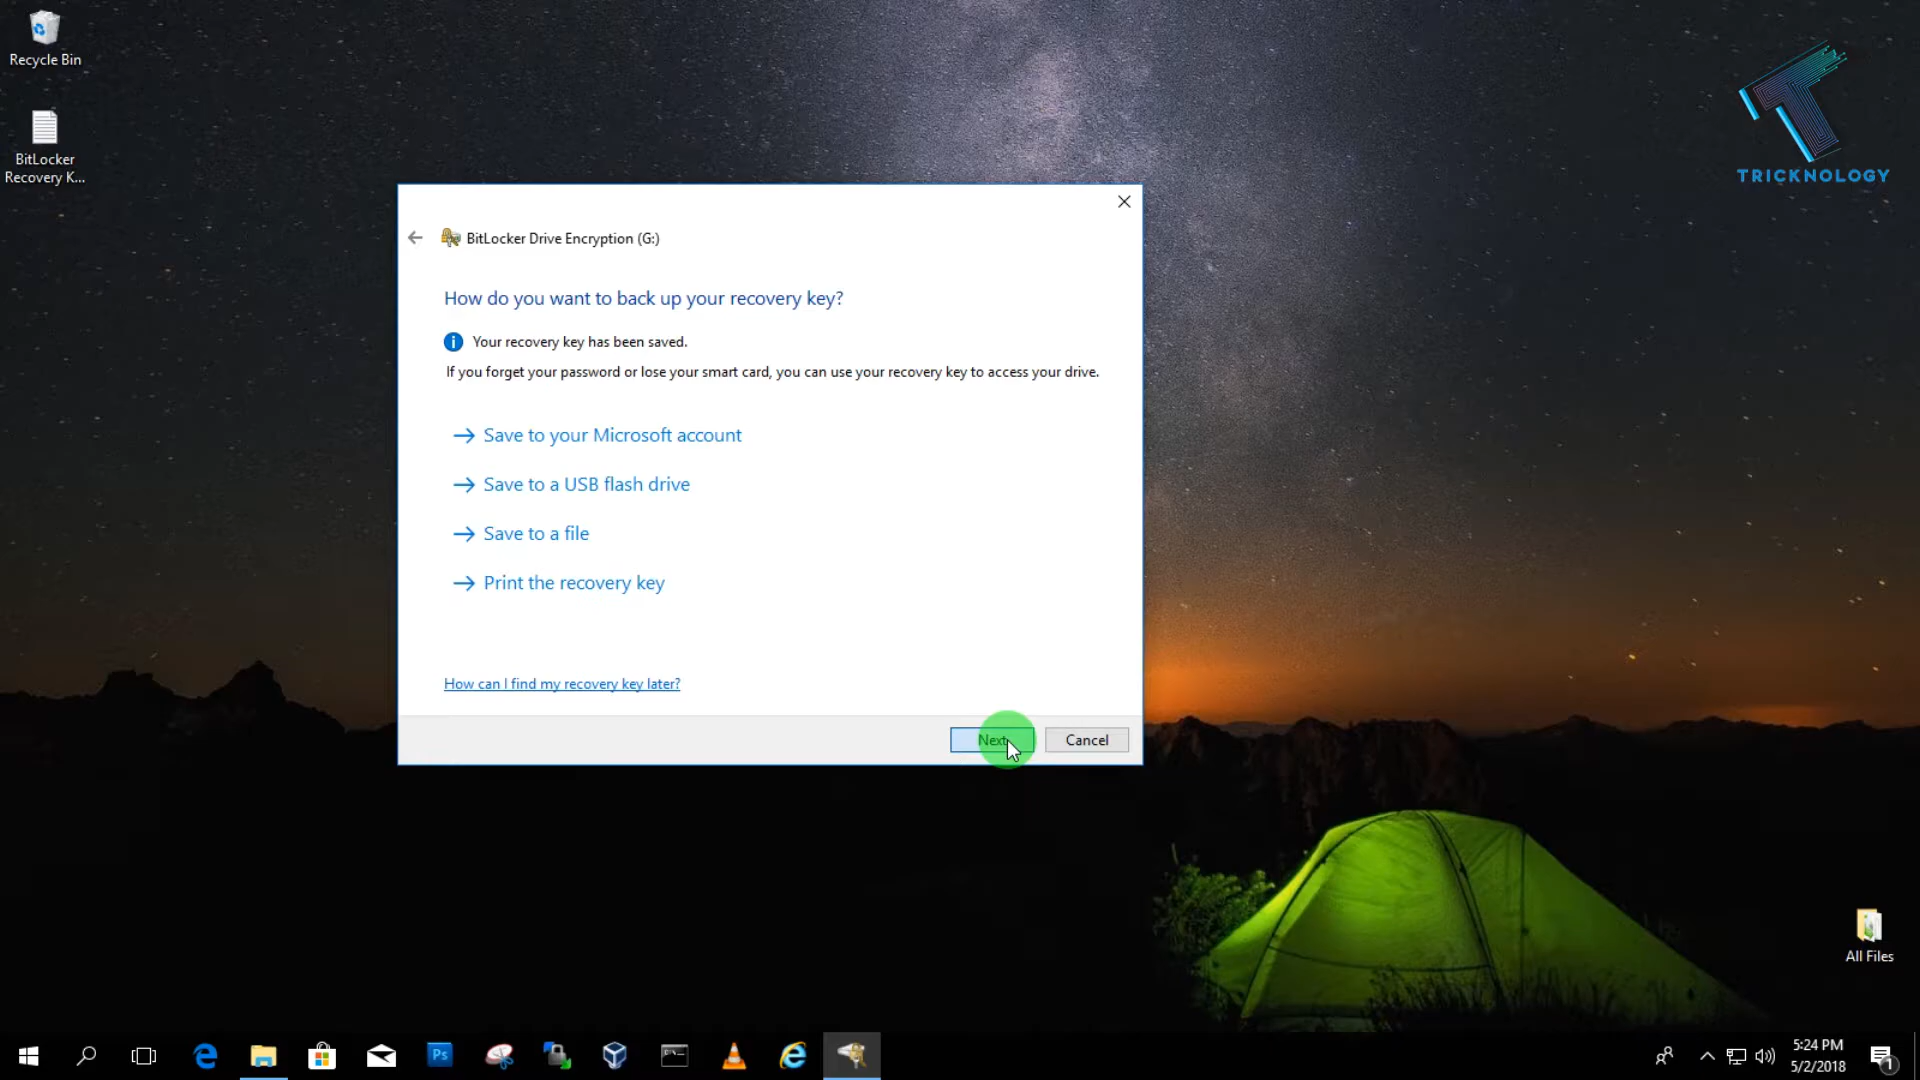 Recycle Bin
BitLocker
Recovery K...
TRICKNOLOGY
BitLocker Drive Encryption (G:)
How do you want to back up your recovery key?
Your recovery key has been saved.
If you forget your password or lose your smart card, you can use your recovery key to access your drive.
Save to your Microsoft account
Save to a USB flash drive
Save to a file
Print the recovery key
How can I find my recovery key later?
Next
Cancel
All Files
Ps
5:24 PM
5/2/2018
1